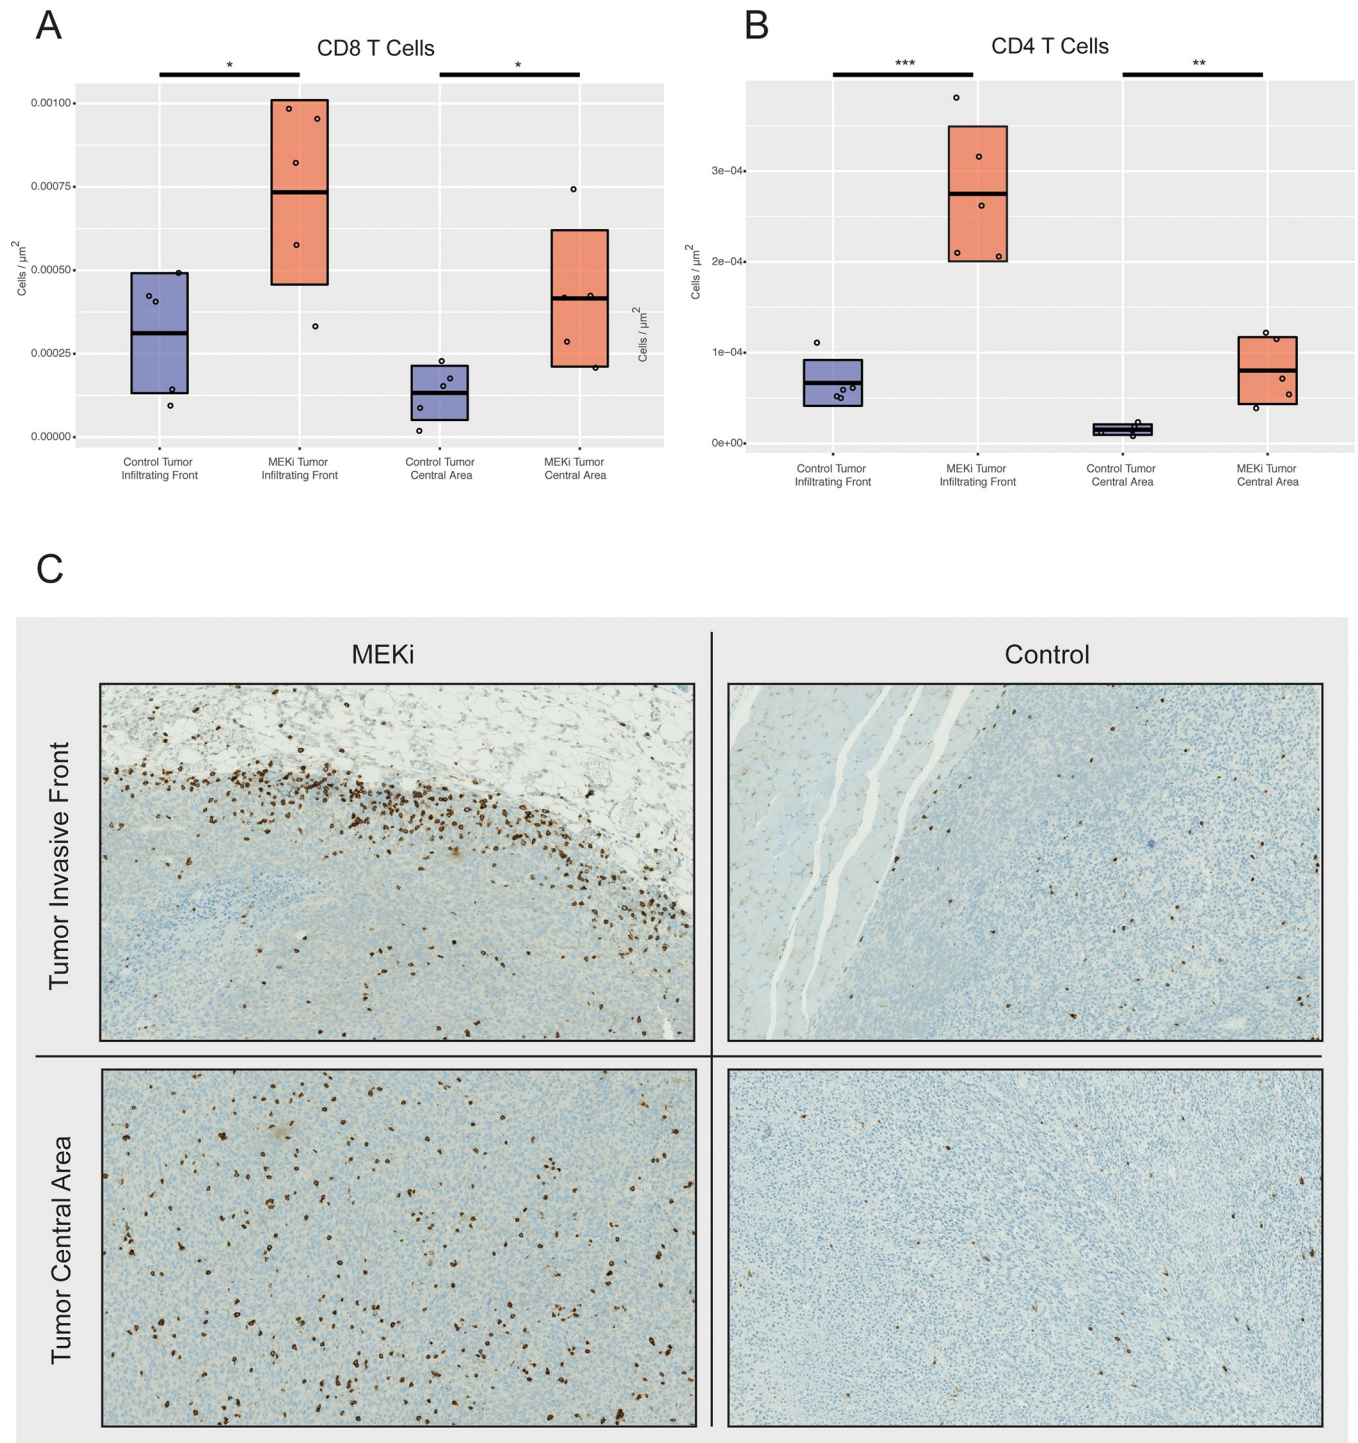 A
CD8 T Cells
*
*
0.00100
0.00075
0.00050
0.00025
0.00000
Cells / µm2
Control Tumor
Infiltrating Front
MEKi Tumor
Infiltrating Front
Control Tumor
Central Area
MEKi Tumor
Central Area
B
CD4 T Cells
***
**
3e−04
2e−04
1e−04
0e+00
Cells / µm2
Cells / µm2
Control Tumor
Infiltrating Front
MEKi Tumor
Infiltrating Front
Control Tumor
Central Area
MEKi Tumor
Central Area
C
MEKi
Control
Tumor Invasive Front
Tumor Central Area